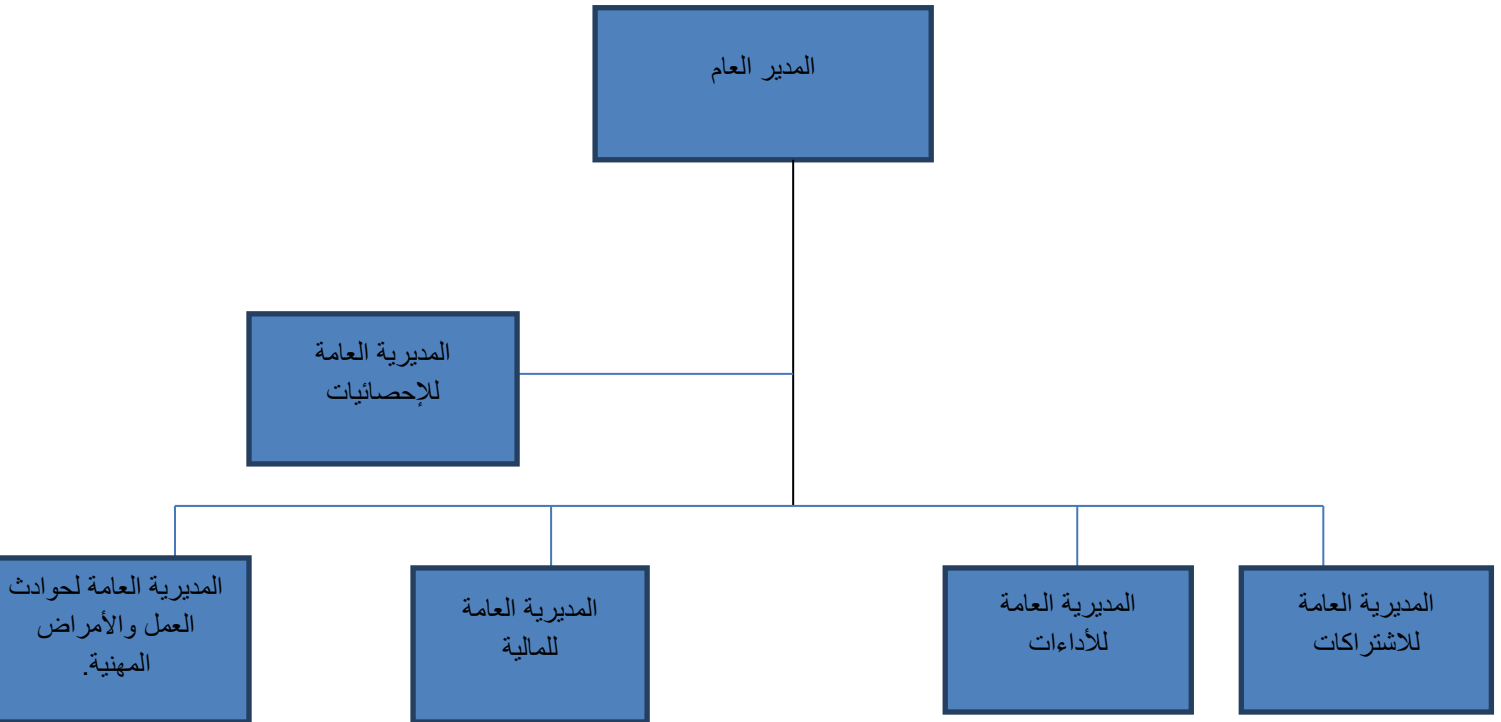 المدير العام
المديرية العامة
للإحصائيات
المديرية العامة
للاشتراكات
المديرية العامة
للأداءات
المديرية العامة
للمالية
المديرية العامة لحوادث
العمل والأمراض
المهنية.